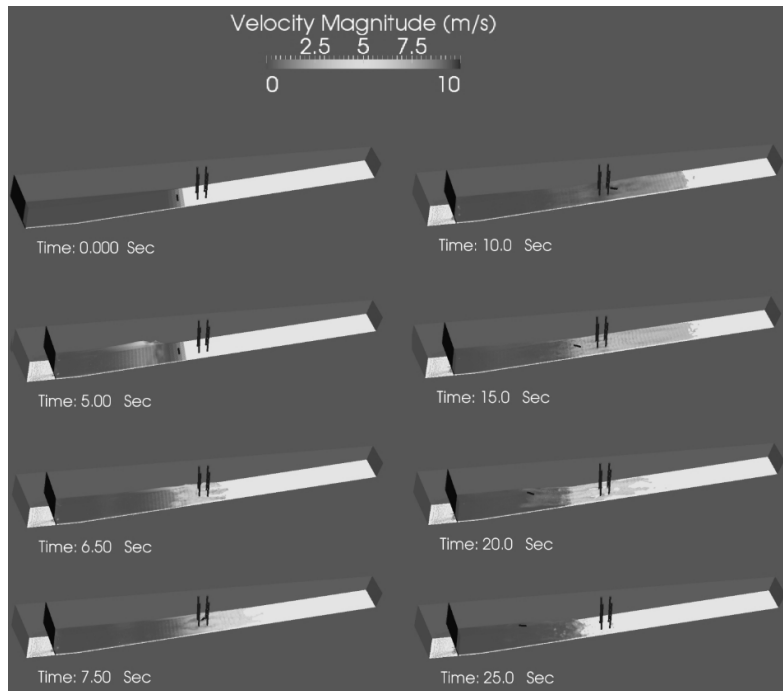 Velocity Magnitude (m/s)
2.5 5 7.5
0 10
Time: 0.000 Sec
Time: 10.0 Sec
Time: 5.00 Sec
Time: 15.0 Sec
Time: 6.50 Sec
Time: 20.0 Sec
Time: 7.50 Sec
Time: 25.0 Sec